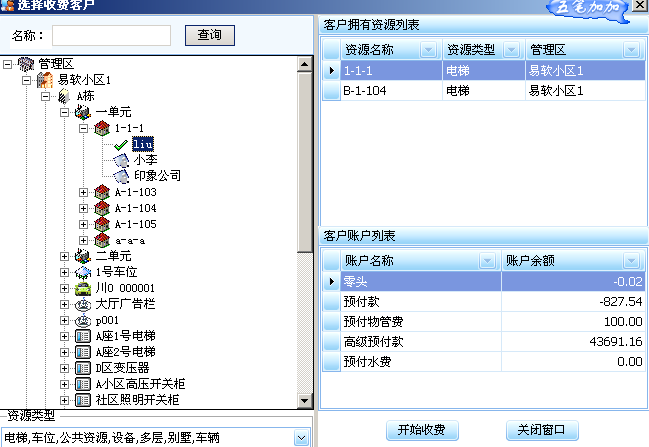 选择收费客户
五笔加加
名称：
查询
管理区
易软小区1
A栋
一单元
1-1-1
liu
小李
印象公司
A-1-103
A-1-104
A-1-105
a-a-a
二单元
1号车位
川0 000001
大厅广告栏
p001
A座1号电梯
A座2号电梯
D区变压器
A小区高压开关柜
社区照明开关柜
资源类型
电梯,车位,公共资源,设备,多层,别墅,车辆
客户拥有资源列表
资源名称 资源类型 管理区
1-1-1 电梯 易软小区1
B-1-104 电梯 易软小区1
客户账户列表
账户名称 账户余额
零头 -0.02
预付款 -827.54
预付物管费 100.00
高级预付款 43691.16
预付水费 0.00
开始收费 关闭窗口